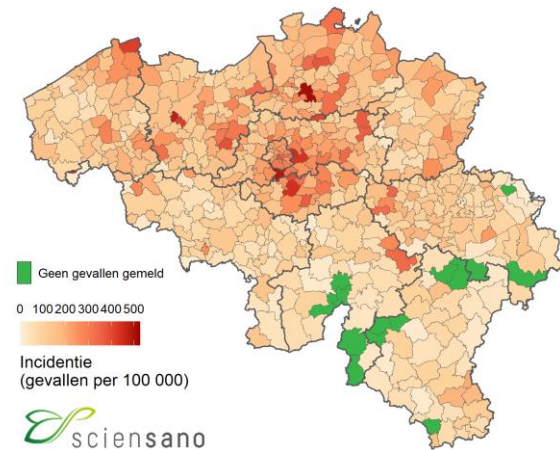 Geen gevallen gemeld
0 100 200 300 400 500
Incidentie
(gevallen per 100 000)
sciensano